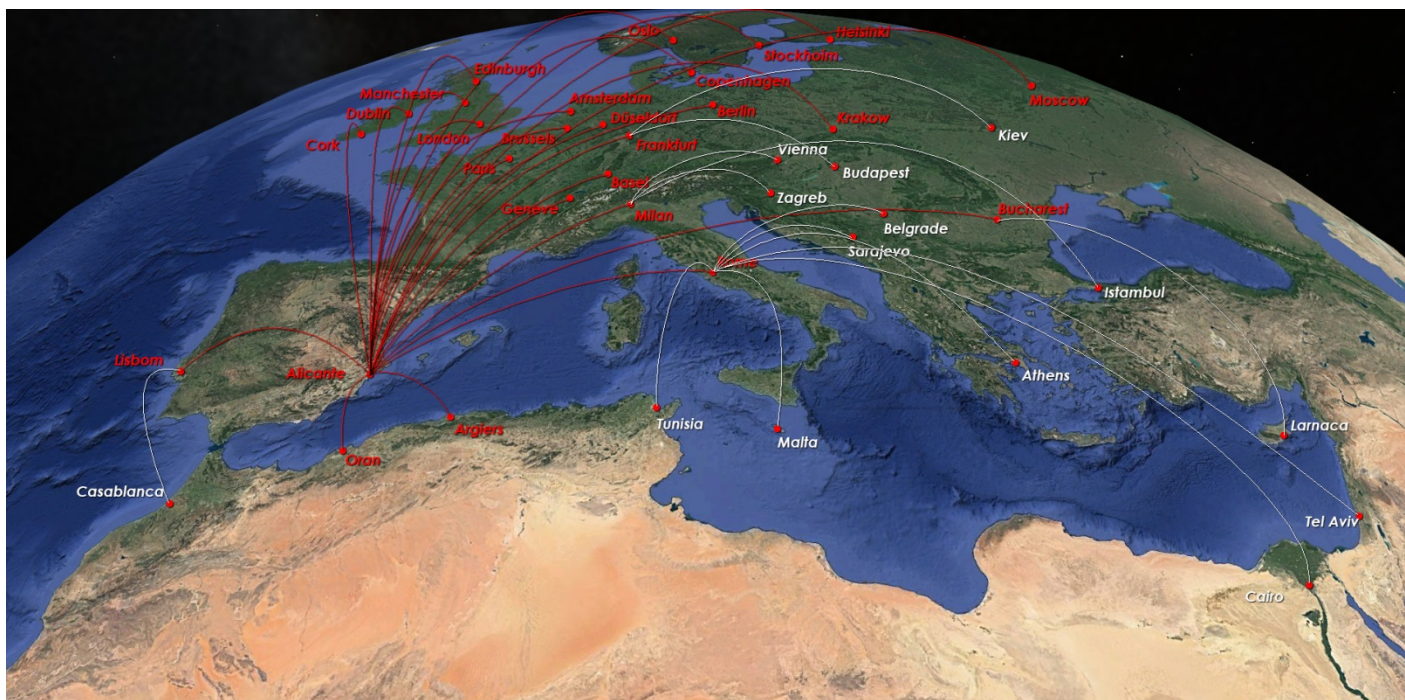 Oslo
Helsinki
Stockholm
Edinburgh
Copenhagen
Moscow
Manchester
Amsterdam
Dublin
Düseldorf
Berlin
London
Brussels
Krakow
Kiev
Cork
Frankfurt
Vienna
Paris
Budapest
Basel
Zagreb
Geneve
Milan
Bucharest
Belgrade
Sarajevo
Rome
Istambul
Lisbom
Alicante
Athens
Tunisia
Argiers
Malta
Larnaca
Oran
Casablanca
Tel Aviv
Cairo